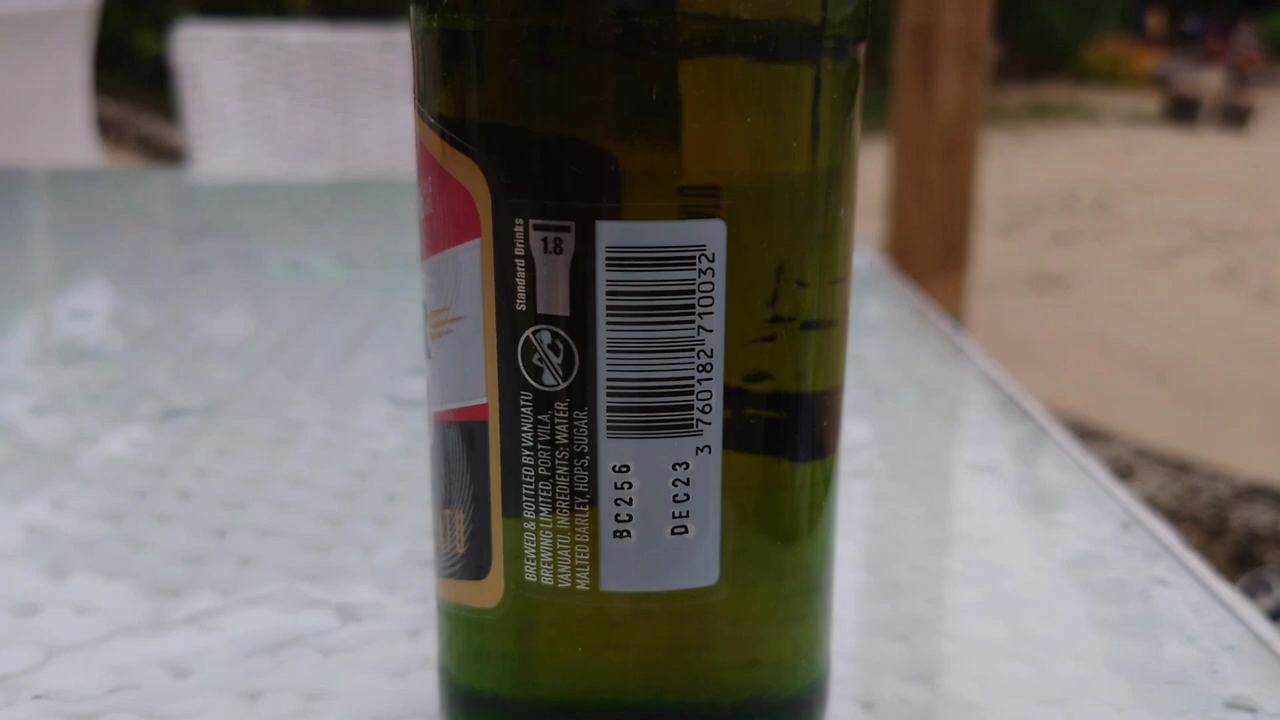 Standard Drinks
1.8
BREWED & BOTTLED BY VANUATU
BREWING LIMITED, PORT VILA,
VANUATU. INGREDIENTS: WATER,
MALTED BARLEY, HOPS, SUGAR.
3 760182 710032
BC256
DEC23